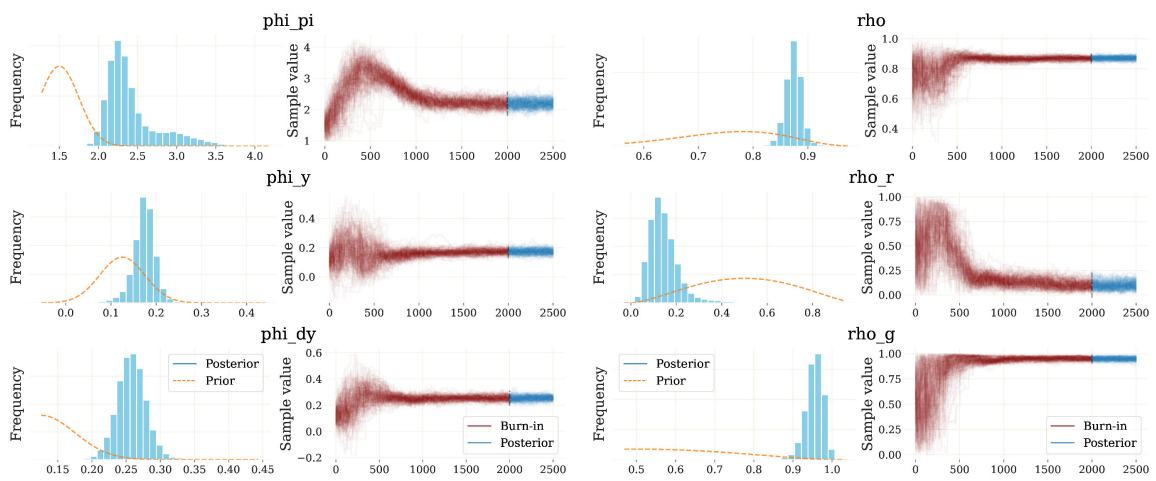 phi_pi
Frequency
1.5 2.0 2.5 3.0 3.5 4.0
Sample value
4
3
2
1
0 500 1000 1500 2000 2500
rho
Frequency
0.6 0.7 0.8 0.9
Sample value
1.0
0.8
0.6
0.4
0 500 1000 1500 2000 2500
phi_y
Frequency
0.0 0.1 0.2 0.3 0.4
Sample value
0.4
0.2
0.0
0 500 1000 1500 2000 2500
rho_r
Frequency
0.0 0.2 0.4 0.6 0.8
Sample value
1.00
0.75
0.50
0.25
0.00
0 500 1000 1500 2000 2500
phi_dy
Frequency
Posterior
Prior
0.15 0.20 0.25 0.30 0.35 0.40 0.45
Sample value
0.6
0.4
0.2
0.0
−0.2
Burn-in
Posterior
0 500 1000 1500 2000 2500
rho_g
Frequency
Posterior
Prior
0.5 0.6 0.7 0.8 0.9 1.0
Sample value
1.00
0.75
0.50
0.25
0.00
Burn-in
Posterior
0 500 1000 1500 2000 2500